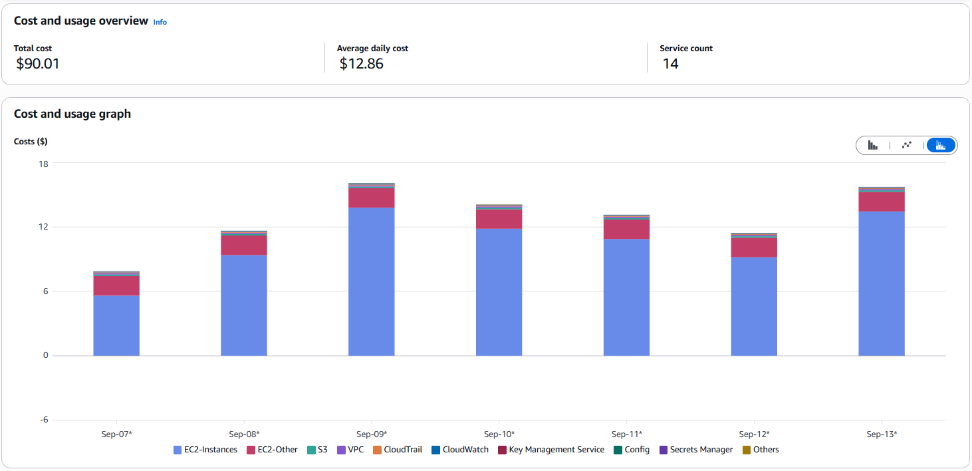 Cost and usage overview Info
Total cost Average daily cost Service count
$90.01 $12.86 14
Cost and usage graph
Costs ($)
18
12
6
0
-6
Sep-07* Sep-08* Sep-09* Sep-10* Sep-11* Sep-12* Sep-13*
EC2-Instances EC2-Other S3 VPC CloudTrail CloudWatch Key Management Service Config Secrets Manager Others